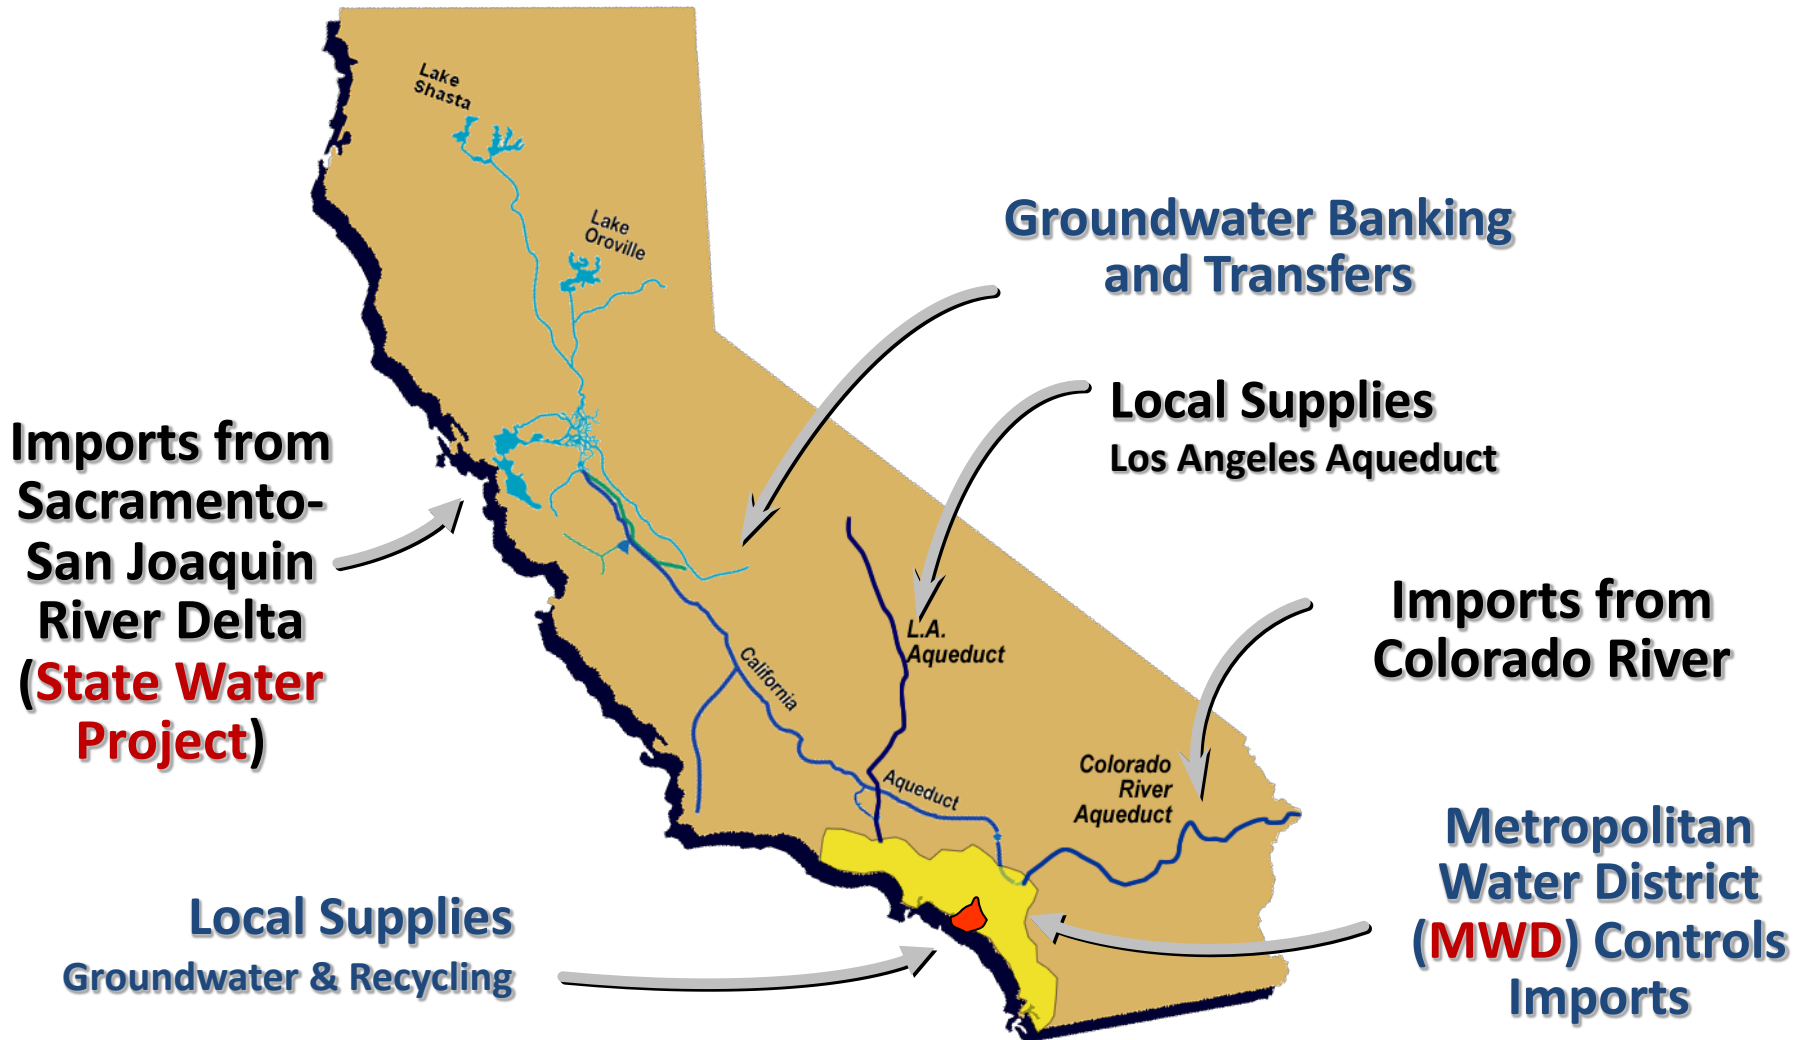 Lake
Shasta
Lake
Oroville
Groundwater Banking
and Transfers
Local Supplies
Los Angeles Aqueduct
Imports from
Sacramento-
San Joaquin
River Delta
(State Water
Project)
L.A.
Aqueduct
California
Aqueduct
Imports from
Colorado River
Colorado
River
Aqueduct
Metropolitan
Water District
(MWD) Controls
Imports
Local Supplies
Groundwater & Recycling